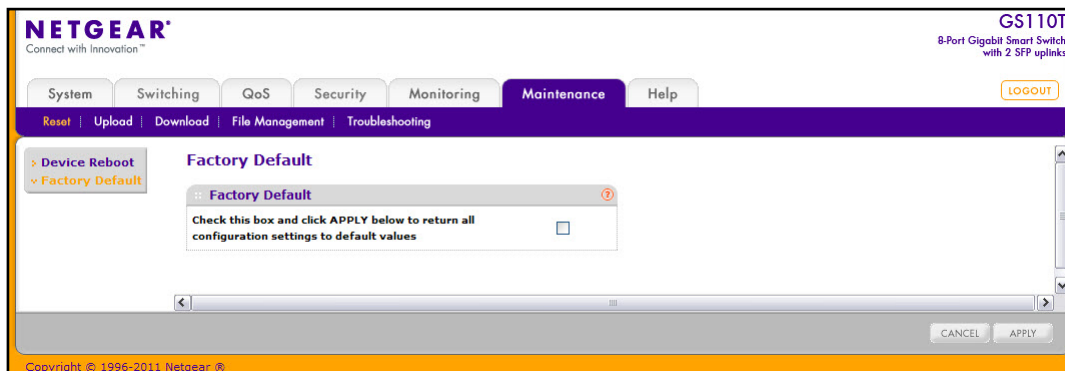 NETGEAR®
Connect with Innovation™
GS110T
8-Port Gigabit Smart Switch
with 2 SFP uplinks
System Switching QoS Security Monitoring Maintenance Help
LOGOUT
Reset | Upload | Download | File Management | Troubleshooting
Device Reboot
Factory Default
Factory Default
Factory Default ?
Check this box and click APPLY below to return all
configuration settings to default values
CANCEL APPLY
Copyright © 1996-2011 Netgear ®